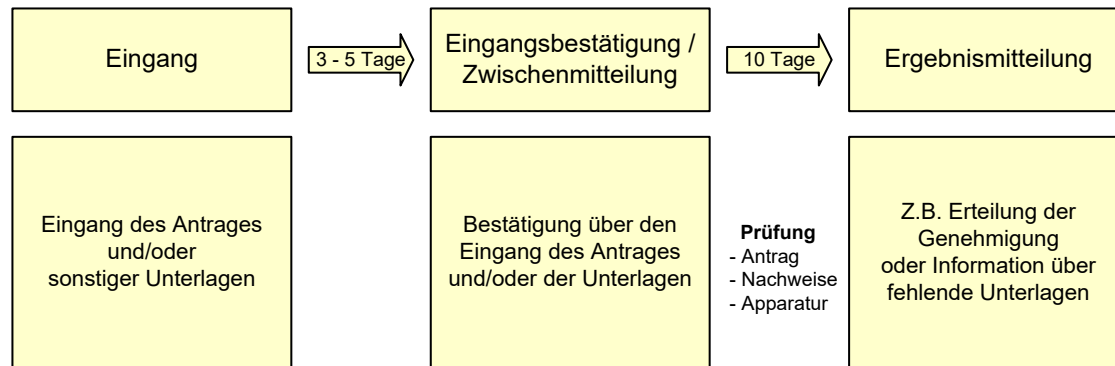 Eingang
3 - 5 Tage
Eingangsbestätigung /
Zwischenmitteilung
10 Tage
Ergebnismitteilung
Eingang des Antrages
und/oder
sonstiger Unterlagen
Bestätigung über den
Eingang des Antrages
und/oder der Unterlagen
Prüfung
- Antrag
- Nachweise
- Apparatur
Z.B. Erteilung der
Genehmigung
oder Information über
fehlende Unterlagen